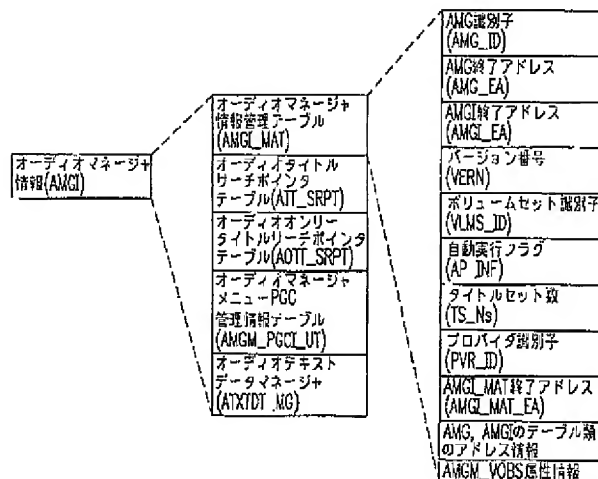 オーディオマネージャ
情報(AMGI)
オーディオマネージャ
情報管理テーブル
(AMGI_MAT)
オーディオタイトル
サーチポインタ
テーブル(ATT_SRPT)
オーディオオンリー
タイトルサーチポインタ
テーブル(AOTT_SRPT)
オーディオマネージャ
メニューPGC
管理情報テーブル
(AMGM_PGCI_UT)
オーディオテキスト
データマネージャ
(ATXTDT_MG)
AMG識別子
(AMG_ID)
AMG終了アドレス
(AMG_EA)
AMGI終了アドレス
(AMGI_EA)
バージョン番号
(VERN)
ボリュームセット識別子
(VLMS_ID)
自動実行フラグ
(AP_INF)
タイトルセット数
(TS_Ns)
プロバイダ識別子
(PVR_ID)
AMGI_MAT終了アドレス
(AMGI_MAT_EA)
AMG, AMGIのテーブル類
のアドレス情報
AMGM_VOBS属性情報